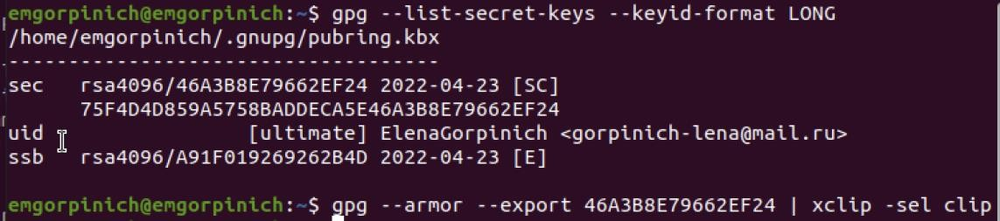 emgorpinich@emgorpinich:~$ gpg --list-secret-keys --keyid-format LONG
/home/emgorpinich/.gnupg/pubring.kbx
------------------------------------
sec   rsa4096/46A3B8E79662EF24 2022-04-23 [SC]
      75F4D4D859A5758BADDECA5E46A3B8E79662EF24
uid              [ultimate] ElenaGorpinich <gorpinich-lena@mail.ru>
ssb   rsa4096/A91F019269262B4D 2022-04-23 [E]

emgorpinich@emgorpinich:~$ gpg --armor --export 46A3B8E79662EF24 | xclip -sel clip